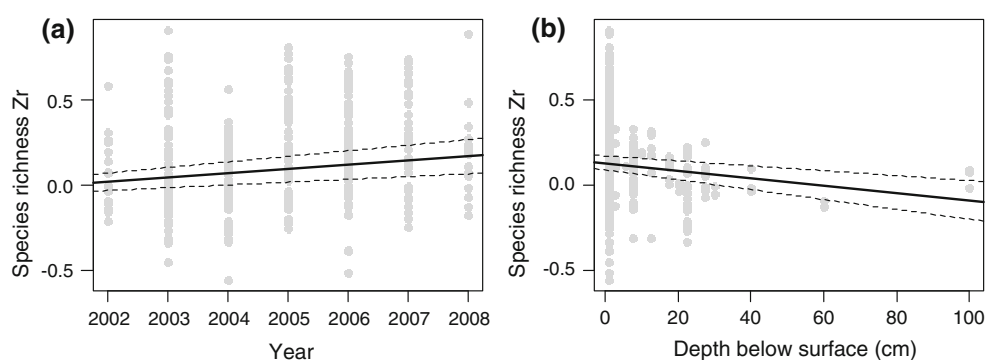 (a)
Species richness Zr
0.5
0.0
-0.5
2002 2003 2004 2005 2006 2007 2008
Year
(b)
Species richness Zr
0.5
0.0
-0.5
0 20 40 60 80 100
Depth below surface (cm)